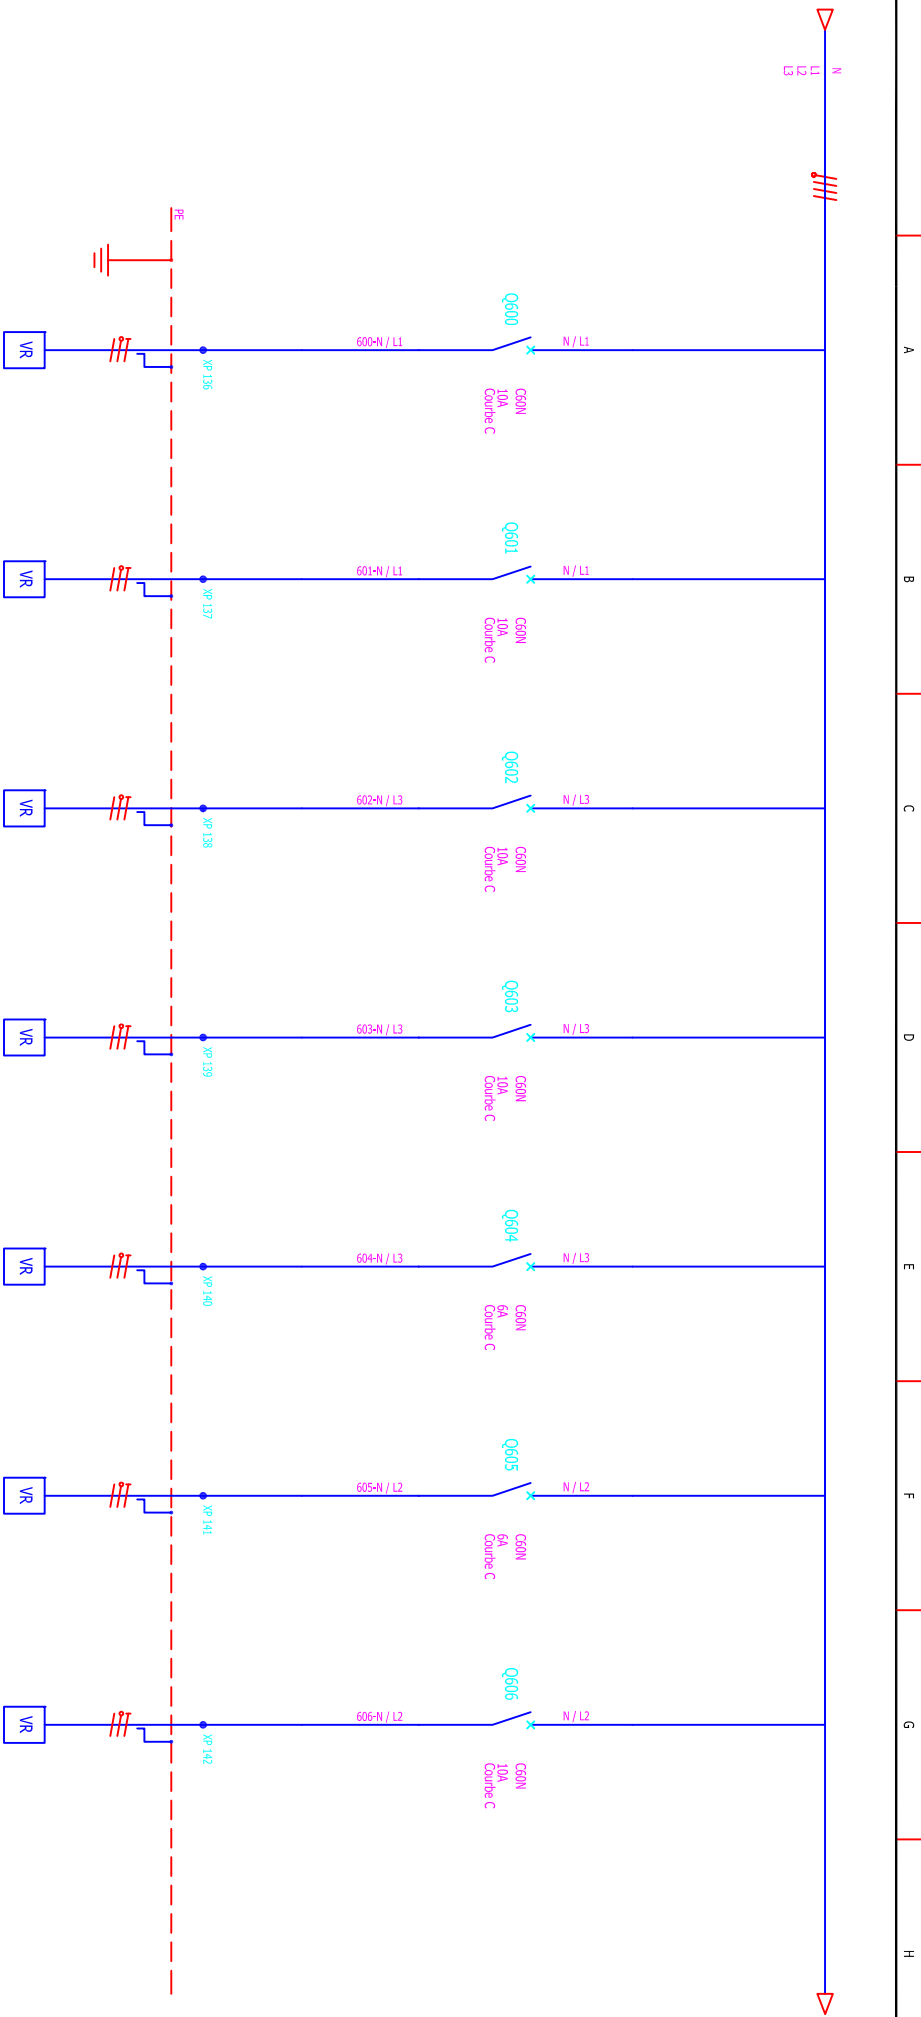 A
B
C
D
E
F
G
H
N
L1
L2
L3
N / L1
Q600
C60N
10A
Courbe C
600-N / L1
XP 136
VR
N / L1
Q601
C60N
10A
Courbe C
601-N / L1
XP 137
VR
N / L3
Q602
C60N
10A
Courbe C
602-N / L3
XP 138
VR
N / L3
Q603
C60N
10A
Courbe C
603-N / L3
XP 139
VR
N / L3
Q604
C60N
6A
Courbe C
604-N / L3
XP 140
VR
N / L2
Q605
C60N
6A
Courbe C
605-N / L2
XP 141
VR
N / L2
Q606
C60N
10A
Courbe C
606-N / L2
XP 142
VR
PE